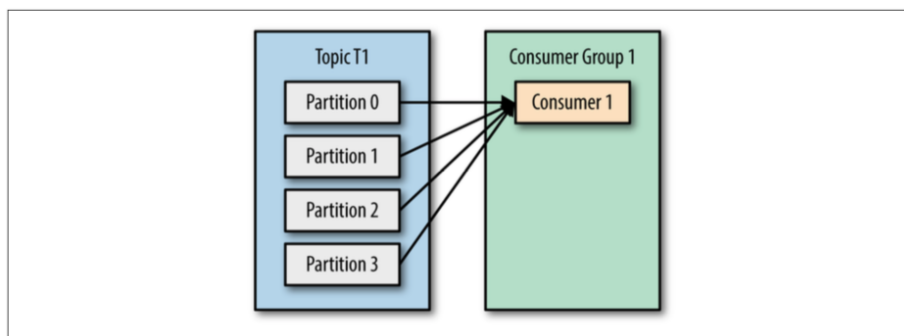 Topic T1
Partition 0
Partition 1
Partition 2
Partition 3
Consumer Group 1
Consumer 1